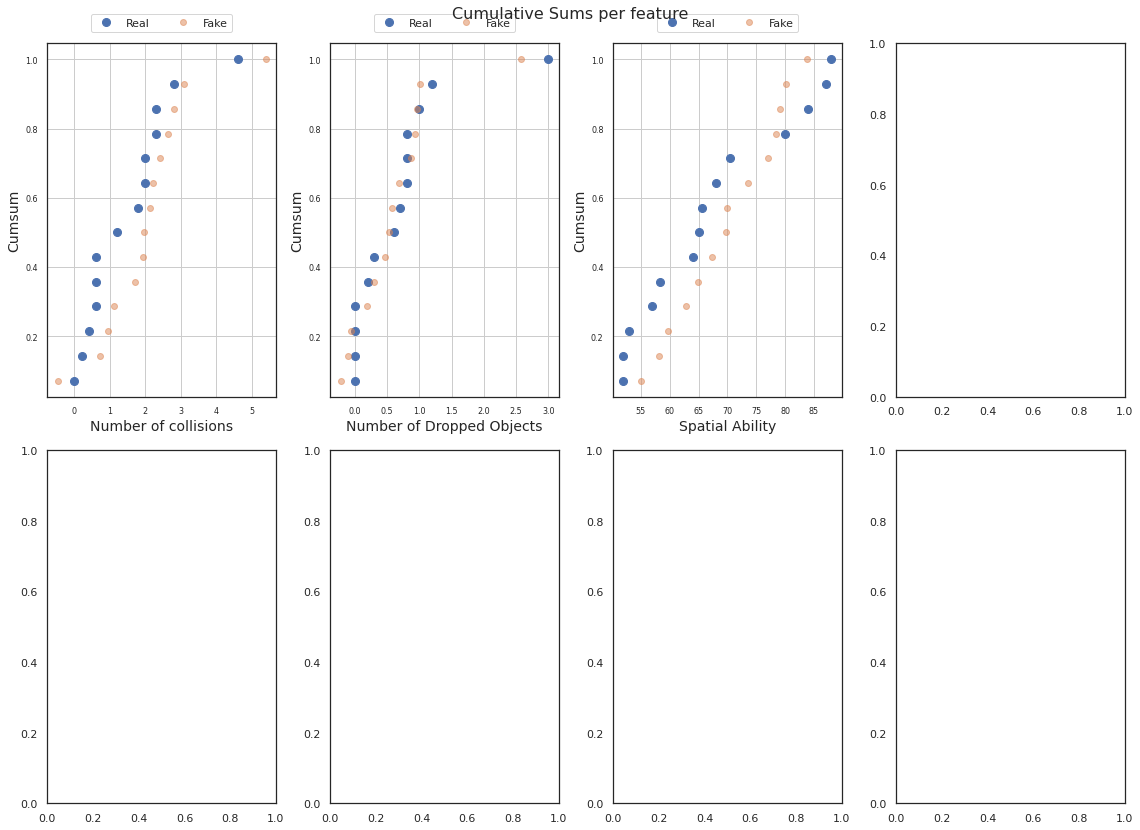 Cumulative Sums per feature
Real Fake
Real Fake
Real Fake
1.0
0.8
0.6
0.4
0.2
Cumsum
0 1 2 3 4 5
Number of collisions
1.0
0.8
0.6
0.4
0.2
Cumsum
0.0 0.5 1.0 1.5 2.0 2.5 3.0
Number of Dropped Objects
1.0
0.8
0.6
0.4
0.2
Cumsum
55 60 65 70 75 80 85
Spatial Ability
1.0
0.8
0.6
0.4
0.2
0.0
0.0 0.2 0.4 0.6 0.8 1.0
1.0
0.8
0.6
0.4
0.2
0.0
0.0 0.2 0.4 0.6 0.8 1.0
1.0
0.8
0.6
0.4
0.2
0.0
0.0 0.2 0.4 0.6 0.8 1.0
1.0
0.8
0.6
0.4
0.2
0.0
0.0 0.2 0.4 0.6 0.8 1.0
1.0
0.8
0.6
0.4
0.2
0.0
0.0 0.2 0.4 0.6 0.8 1.0